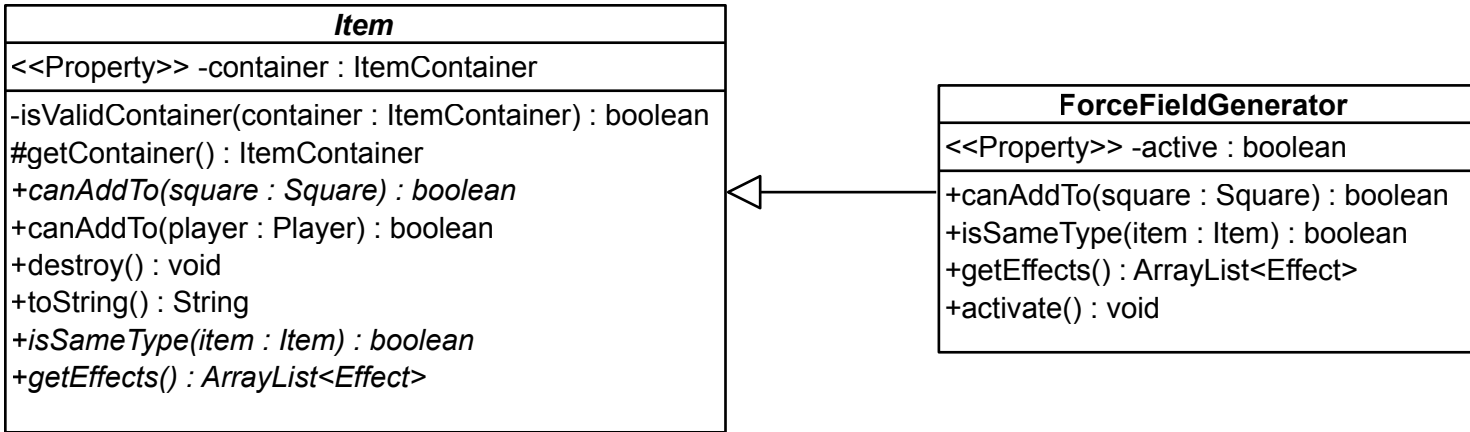 Item
<<Property>> -container : ItemContainer
-isValidContainer(container : ItemContainer) : boolean
#getContainer() : ItemContainer
+canAddTo(square : Square) : boolean
+canAddTo(player : Player) : boolean
+destroy() : void
+toString() : String
+isSameType(item : Item) : boolean
+getEffects() : ArrayList<Effect>
ForceFieldGenerator
<<Property>> -active : boolean
+canAddTo(square : Square) : boolean
+isSameType(item : Item) : boolean
+getEffects() : ArrayList<Effect>
+activate() : void